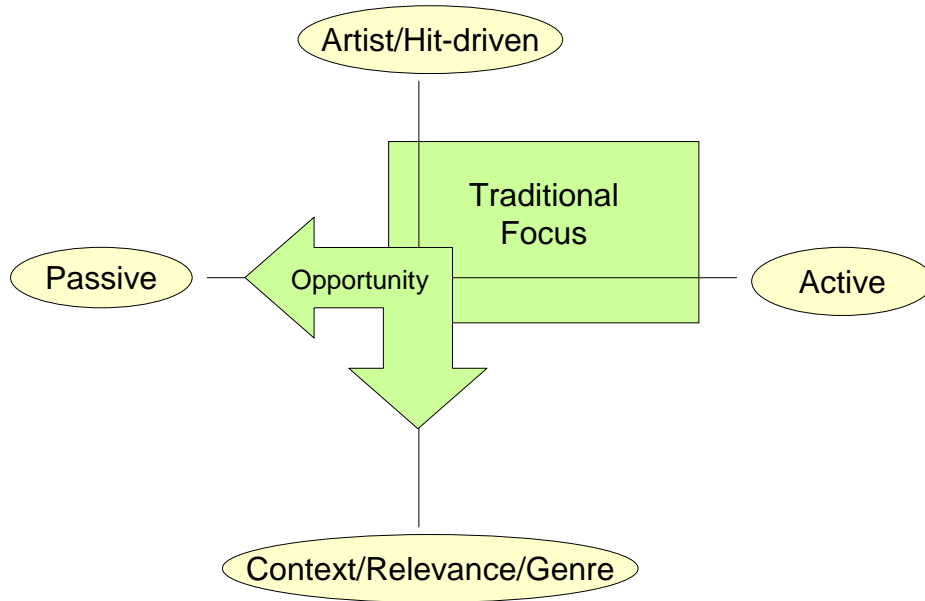 Artist/Hit-driven
Traditional
Focus
Passive
Opportunity
Active
Context/Relevance/Genre